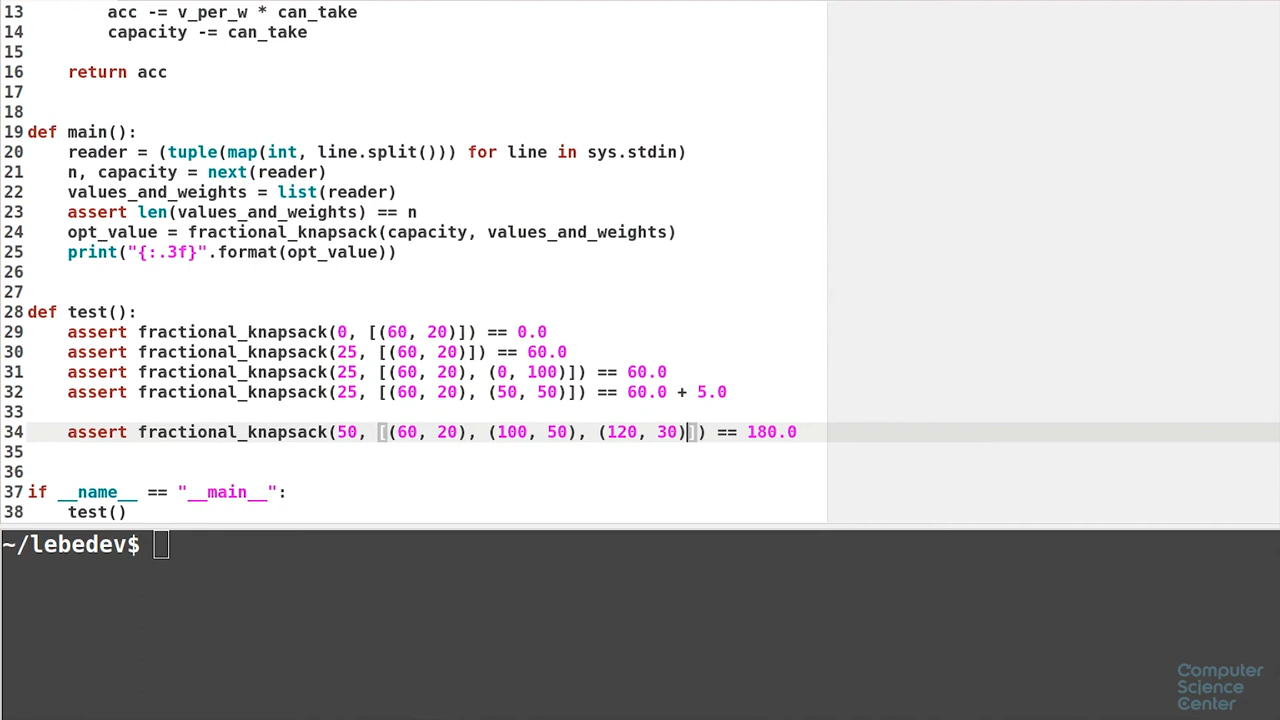 13        acc -= v_per_w * can_take
14        capacity -= can_take
15
16    return acc
17
18
19 def main():
20    reader = (tuple(map(int, line.split())) for line in sys.stdin)
21    n, capacity = next(reader)
22    values_and_weights = list(reader)
23    assert len(values_and_weights) == n
24    opt_value = fractional_knapsack(capacity, values_and_weights)
25    print("{:.3f}".format(opt_value))
26
27
28 def test():
29    assert fractional_knapsack(0, [(60, 20)]) == 0.0
30    assert fractional_knapsack(25, [(60, 20)]) == 60.0
31    assert fractional_knapsack(25, [(60, 20), (0, 100)]) == 60.0
32    assert fractional_knapsack(25, [(60, 20), (50, 50)]) == 60.0 + 5.0
33
34    assert fractional_knapsack(50, [(60, 20), (100, 50), (120, 30)]) == 180.0
35
36
37 if __name__ == "__main__":
38    test()
~/lebedev$
Computer
Science
Center